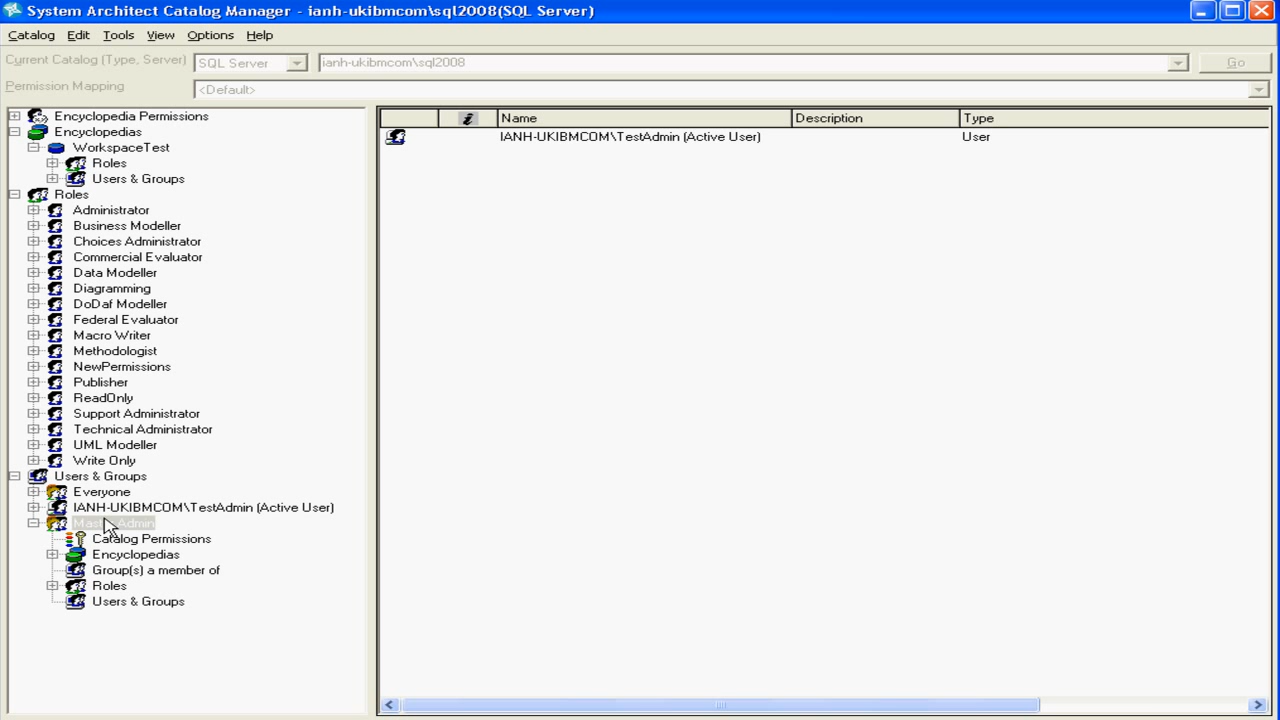 System Architect Catalog Manager - ianh-ukibmcom\sql2008(SQL Server)
Catalog Edit Tools View Options Help
Current Catalog (Type, Server) SQL Server ianh-ukibmcom\sql2008 Go
Permission Mapping <Default>
Encyclopedia Permissions
Encyclopedias
WorkspaceTest
Roles
Users & Groups
Roles
Administrator
Business Modeller
Choices Administrator
Commercial Evaluator
Data Modeller
Diagramming
DoDaf Modeller
Federal Evaluator
Macro Writer
Methodologist
NewPermissions
Publisher
ReadOnly
Support Administrator
Technical Administrator
UML Modeller
Write Only
Users & Groups
Everyone
IANH-UKIBMCOM\TestAdmin (Active User)
Catalog Permissions
Encyclopedias
Group(s) a member of
Roles
Users & Groups
i Name Description Type
IANH-UKIBMCOM\TestAdmin (Active User) User